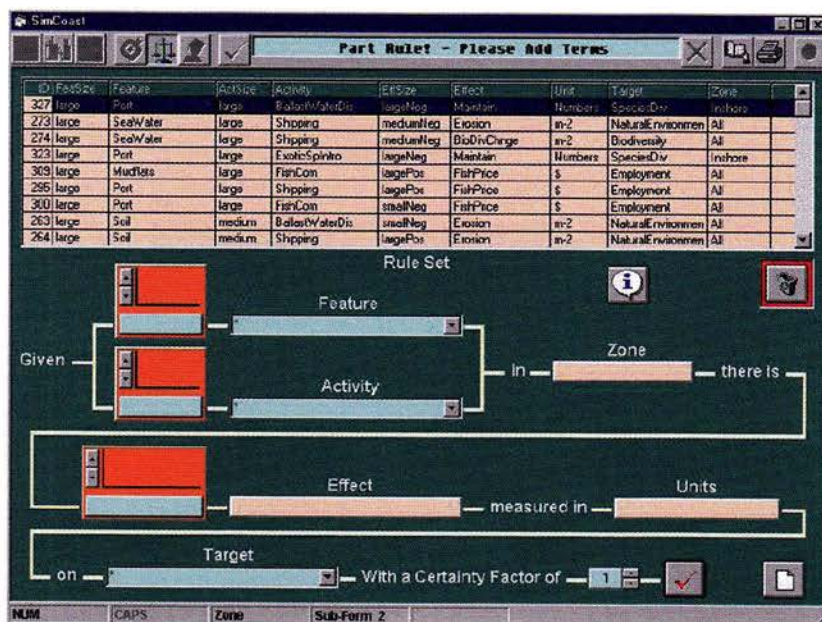 SimCoast
Part Rulet - Please Add Terms
ID FeaSize Feature ActSize Activity EffSize Effect Unit Target Zone
327 large Port large BallastWaterDis largeNeg Maintain Numbers SpeciesDiv Inshore
273 large SeaWater large Shipping mediumNeg Erosion m-2 NaturalEnvironmen All
274 large SeaWater large Shipping mediumNeg BioDivChnge m-2 Biodiversity All
323 large Port large ExoticSpIntro largeNeg Maintain Numbers SpeciesDiv Inshore
309 large Mudflats large FishCom largePos FishPrice $ Employment All
295 large Port large Shipping largePos FishPrice $ Employment All
300 large Port large FishCom smallNeg FishPrice $ Employment All
263 large Soil medium BallastWaterDis smallNeg Erosion m-2 NaturalEnvironmen All
264 large Soil medium Shipping largePos Erosion m-2 NaturalEnvironmen All
Rule Set
Feature
Zone
Given
in
there is
Activity
Effect
Units
measured in
Target
on
With a Certainty Factor of
1
NUM CAPS Zone Sub-Form 2